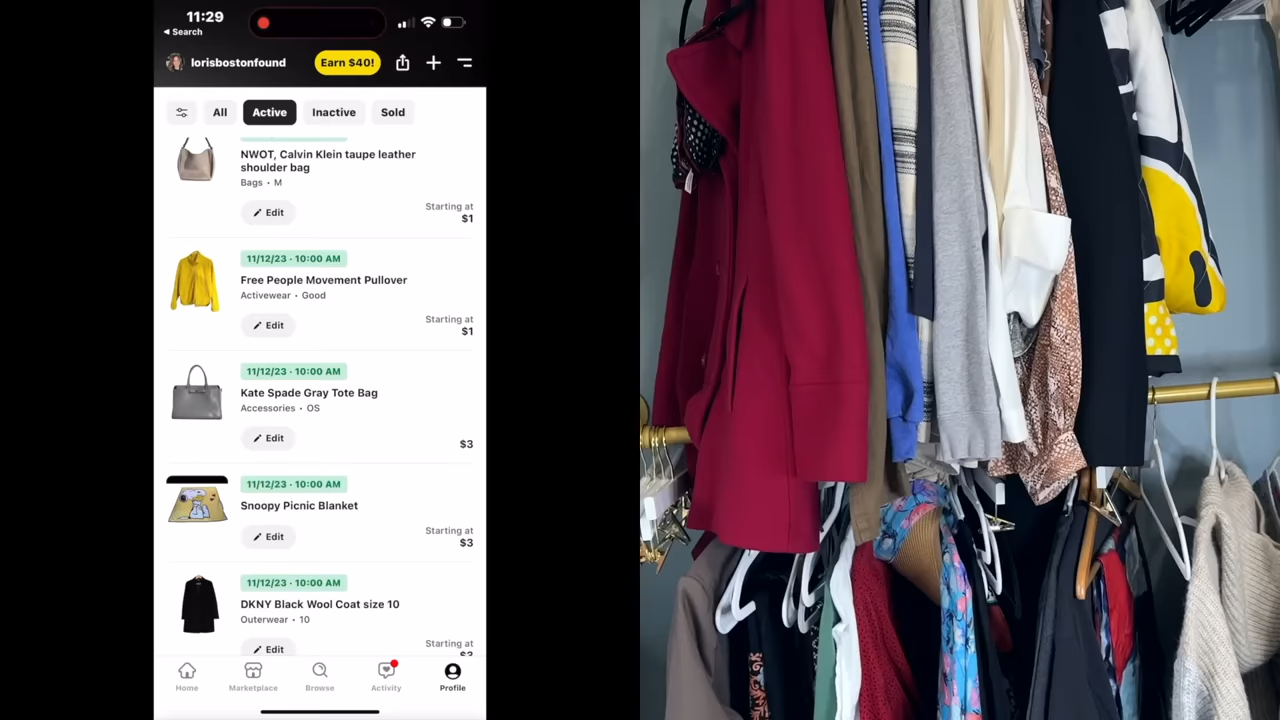 11:29
Search
lorisbostonfound
Earn $40!
All
Active
Inactive
Sold
NWOT, Calvin Klein taupe leather
shoulder bag
Bags • M
Edit
Starting at
$1
11/12/23 · 10:00 AM
Free People Movement Pullover
Activewear • Good
Edit
Starting at
$1
11/12/23 · 10:00 AM
Kate Spade Gray Tote Bag
Accessories • OS
Edit
$3
11/12/23 · 10:00 AM
Snoopy Picnic Blanket
Edit
Starting at
$3
11/12/23 · 10:00 AM
DKNY Black Wool Coat size 10
Outerwear • 10
Edit
Starting at
$3
Home
Marketplace
Browse
Activity
Profile